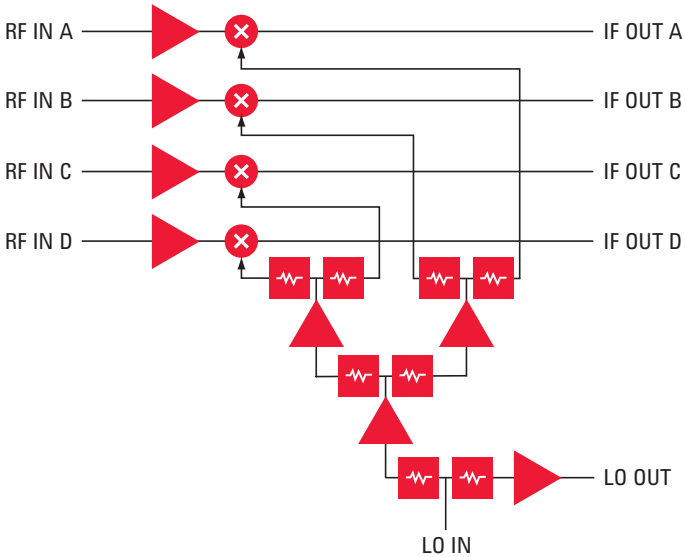 RF IN A
IF OUT A
RF IN B
IF OUT B
RF IN C
IF OUT C
RF IN D
IF OUT D
LO OUT
LO IN